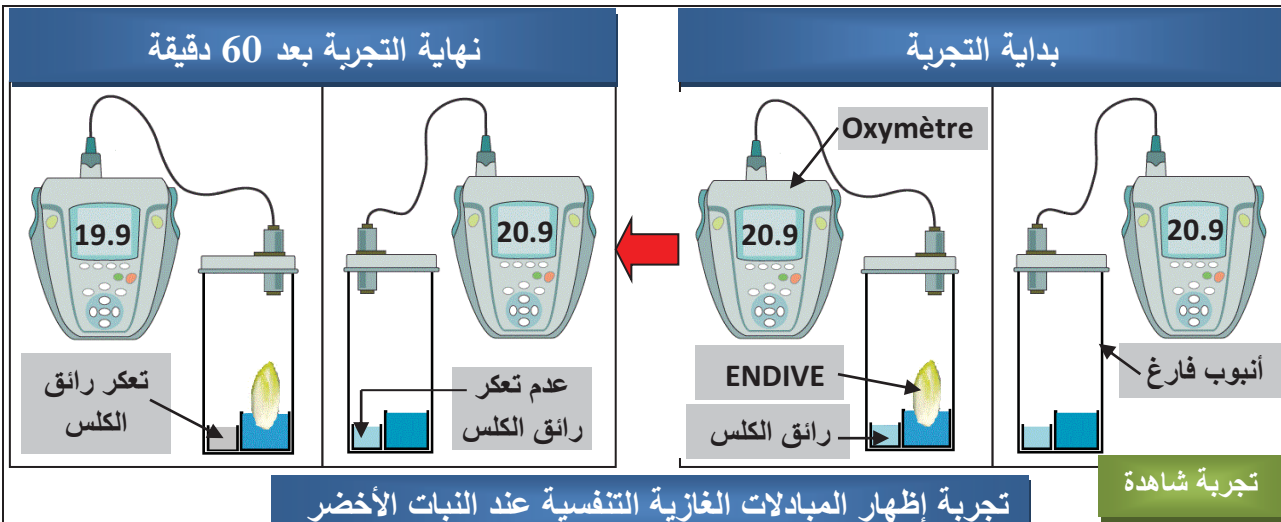 بداية التجربة
نهاية التجربة بعد 60 دقيقة
20.9
أنبوب فارغ
Oxymètre
20.9
ENDIVE
رائق الكلس
20.9
عدم تعكر
رائق الكلس
19.9
تعكر رائق
الكلس
تجربة شاهدة
تجربة إظهار المبادلات الغازية التنفسية عند النبات الأخضر